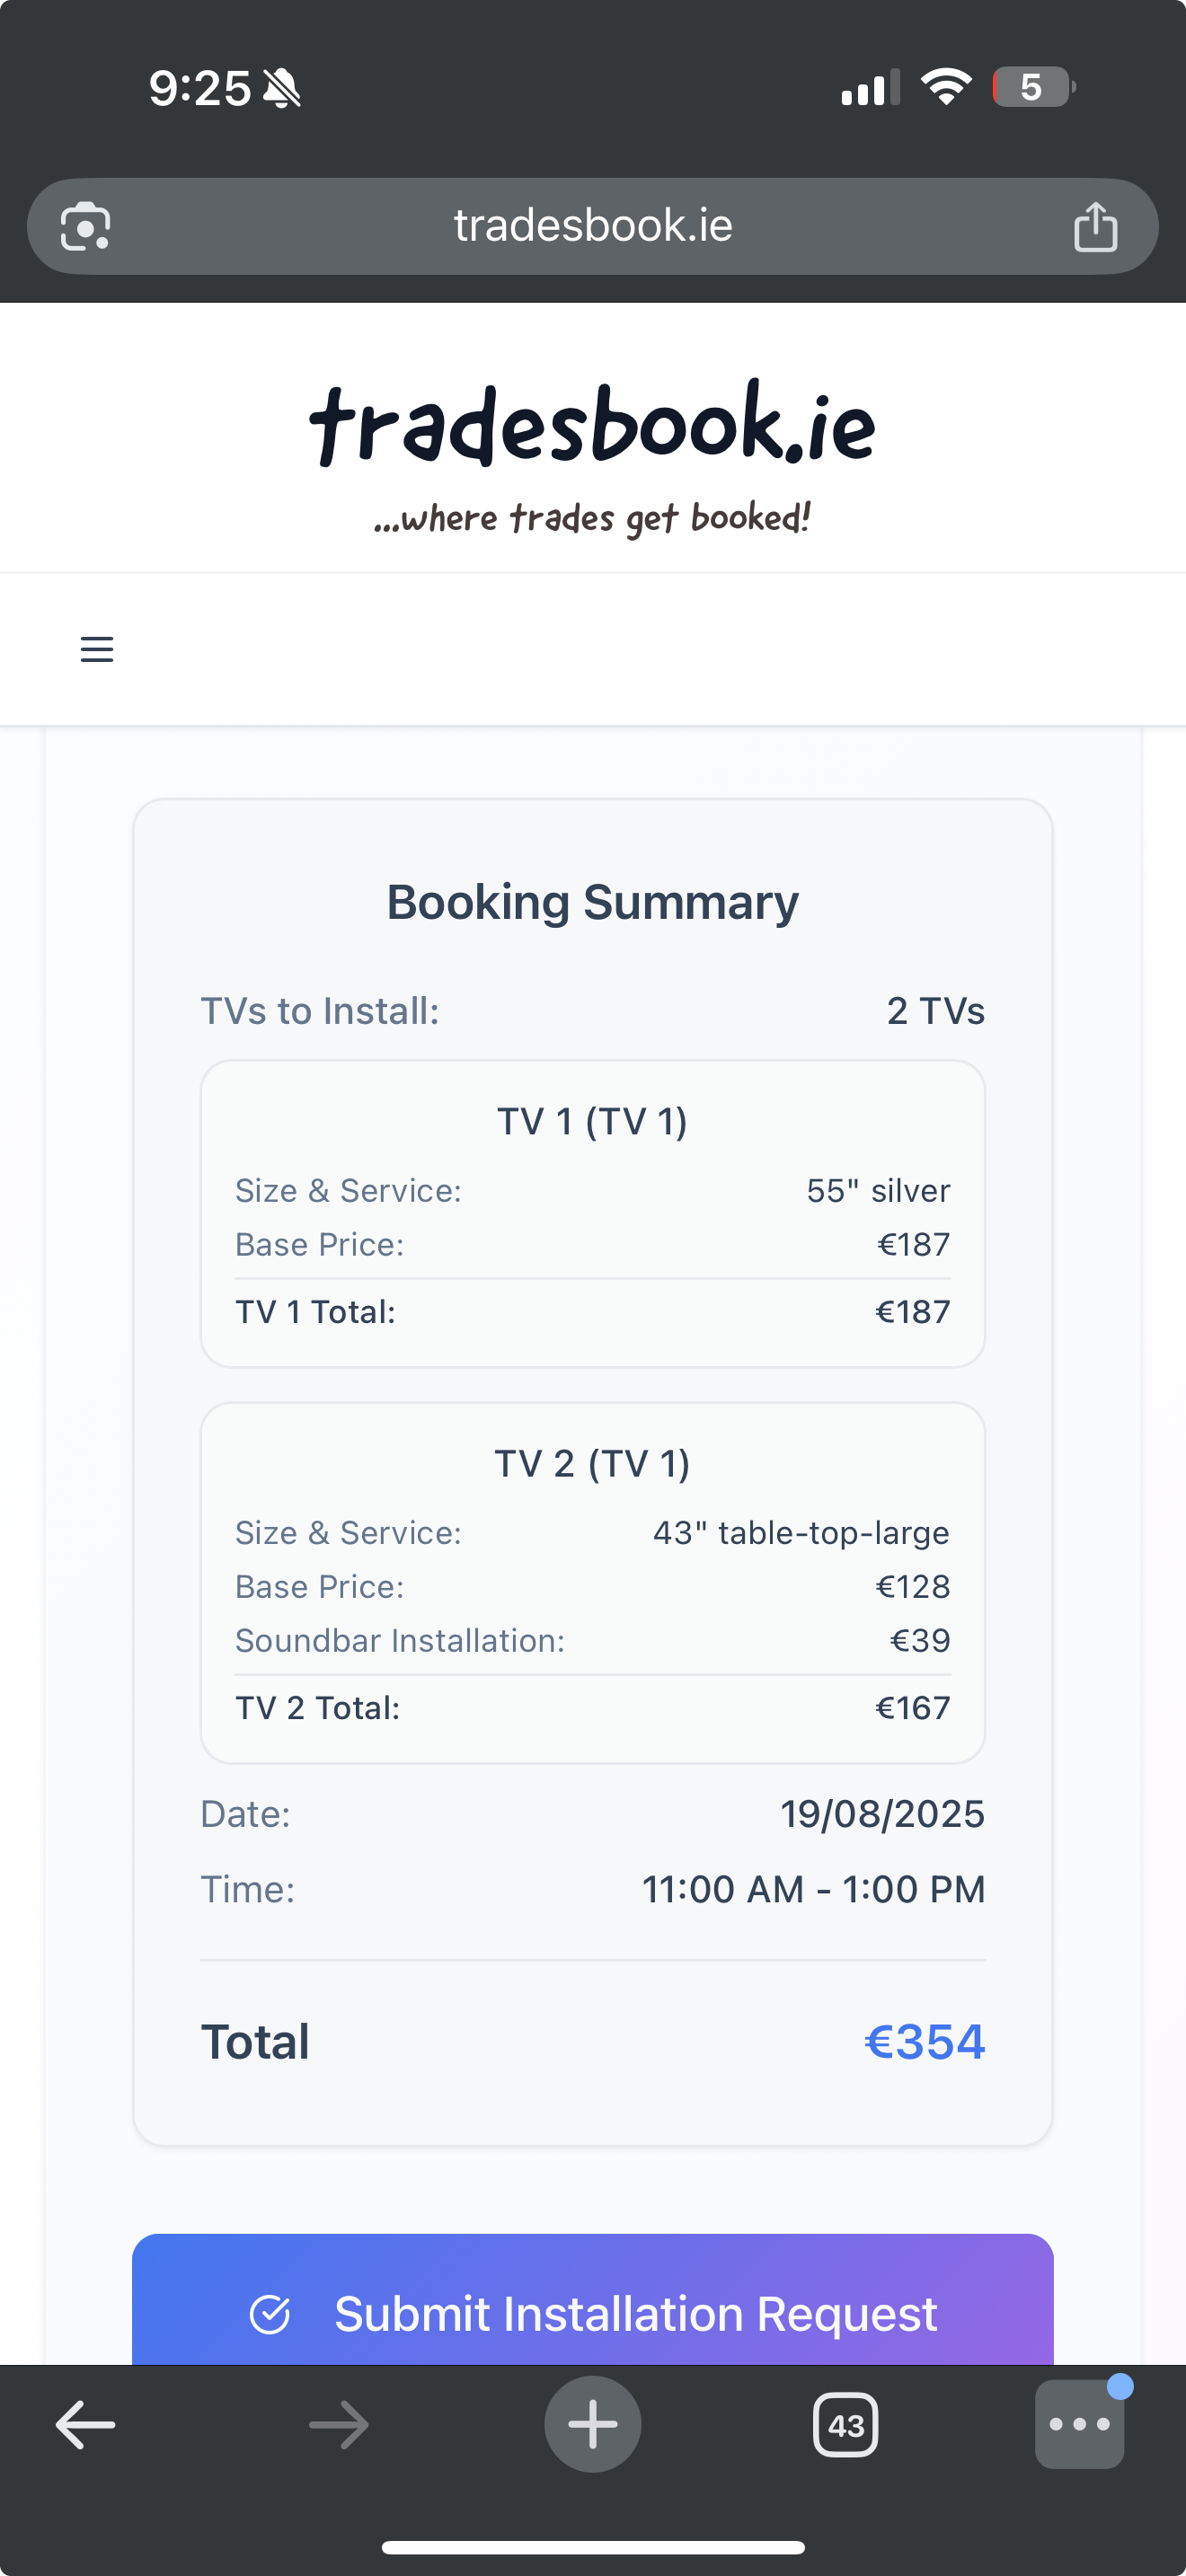 9:25
5
tradesbook.ie
tradesbook.ie
...where trades get booked!
Booking Summary
TVs to Install: 2 TVs
TV 1 (TV 1)
Size & Service: 55" silver
Base Price: €187
TV 1 Total: €187
TV 2 (TV 1)
Size & Service: 43" table-top-large
Base Price: €128
Soundbar Installation: €39
TV 2 Total: €167
Date: 19/08/2025
Time: 11:00 AM - 1:00 PM
Total €354
Submit Installation Request
43